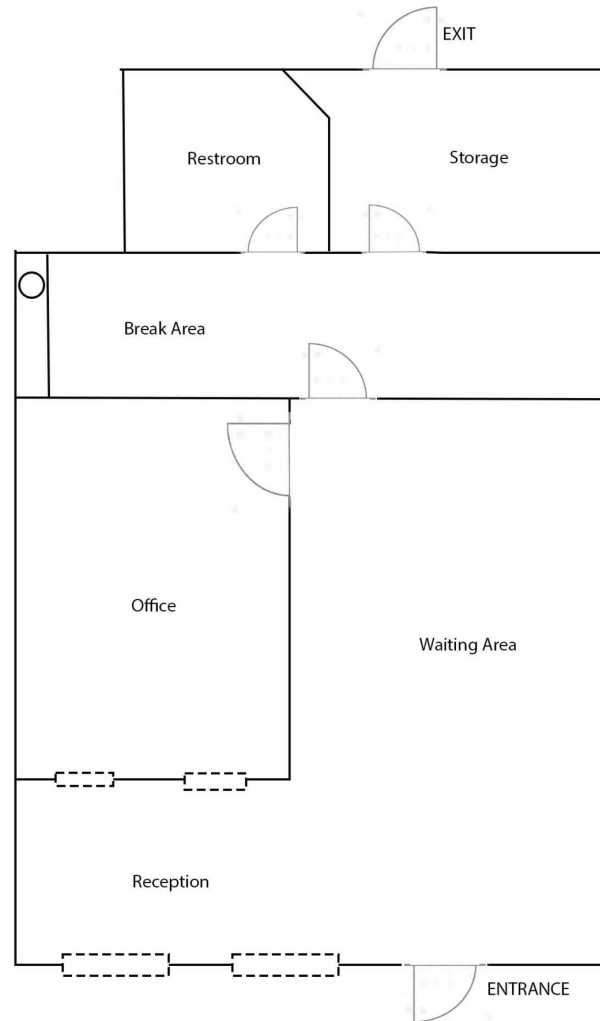 EXIT
Restroom
Storage
Break Area
Office
Waiting Area
Reception
ENTRANCE